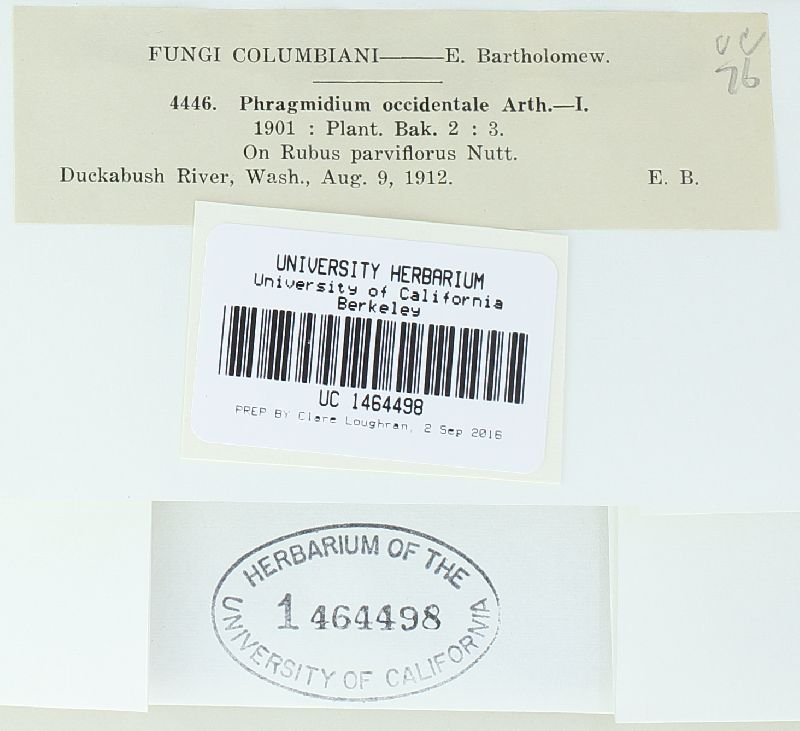 FUNGI COLUMBIANI——E. Bartholomew.
UC
76
4446. Phragmidium occidentale Arth.—I.
1901 : Plant. Bak. 2 : 3.
On Rubus parviflorus Nutt.
Duckabush River, Wash., Aug. 9, 1912. E. B.
UNIVERSITY HERBARIUM
University of California
Berkeley
UC 1464498
PREP BY Clare Loughran, 2 Sep 2016
HERBARIUM OF THE
1464498
UNIVERSITY OF CALIFORNIA